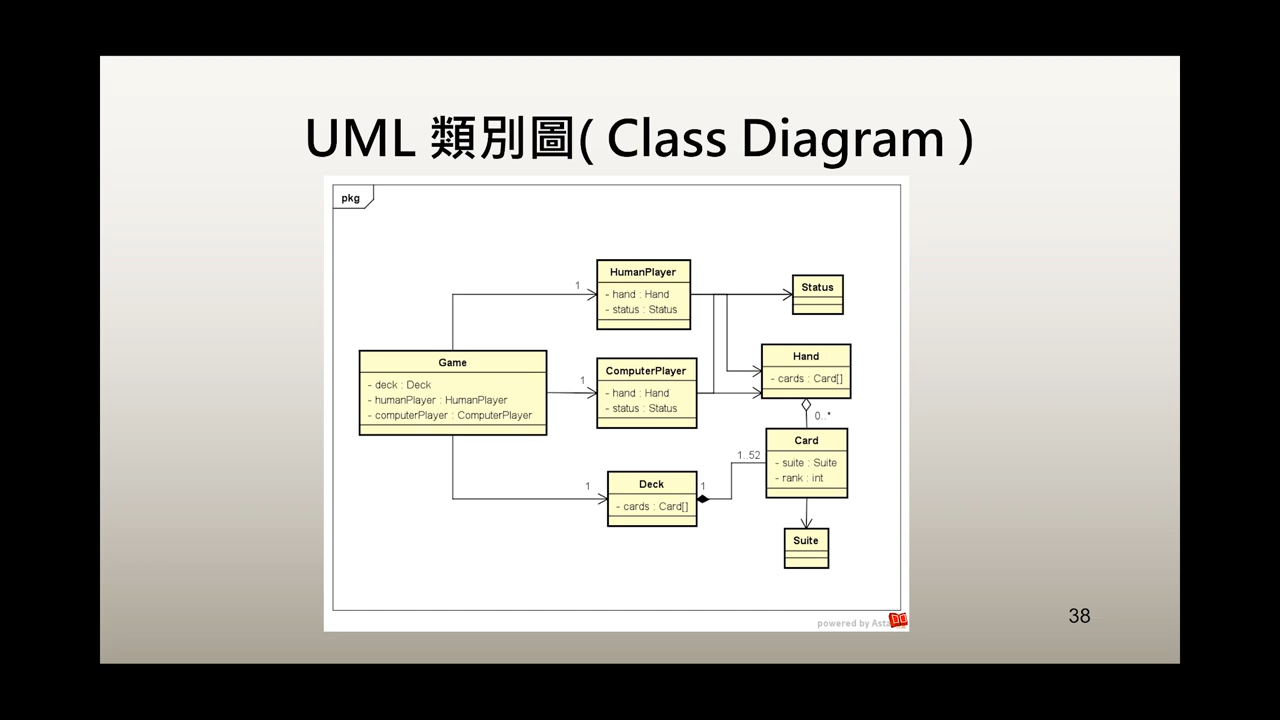 UML 類別圖( Class Diagram )
pkg
HumanPlayer
- hand : Hand
- status : Status
1
Status
Game
- deck : Deck
- humanPlayer : HumanPlayer
- computerPlayer : ComputerPlayer
1
ComputerPlayer
- hand : Hand
- status : Status
Hand
- cards : Card[]
0..*
Card
- suite : Suite
- rank : int
1..52
1
Deck
- cards : Card[]
1
Suite
powered by
38